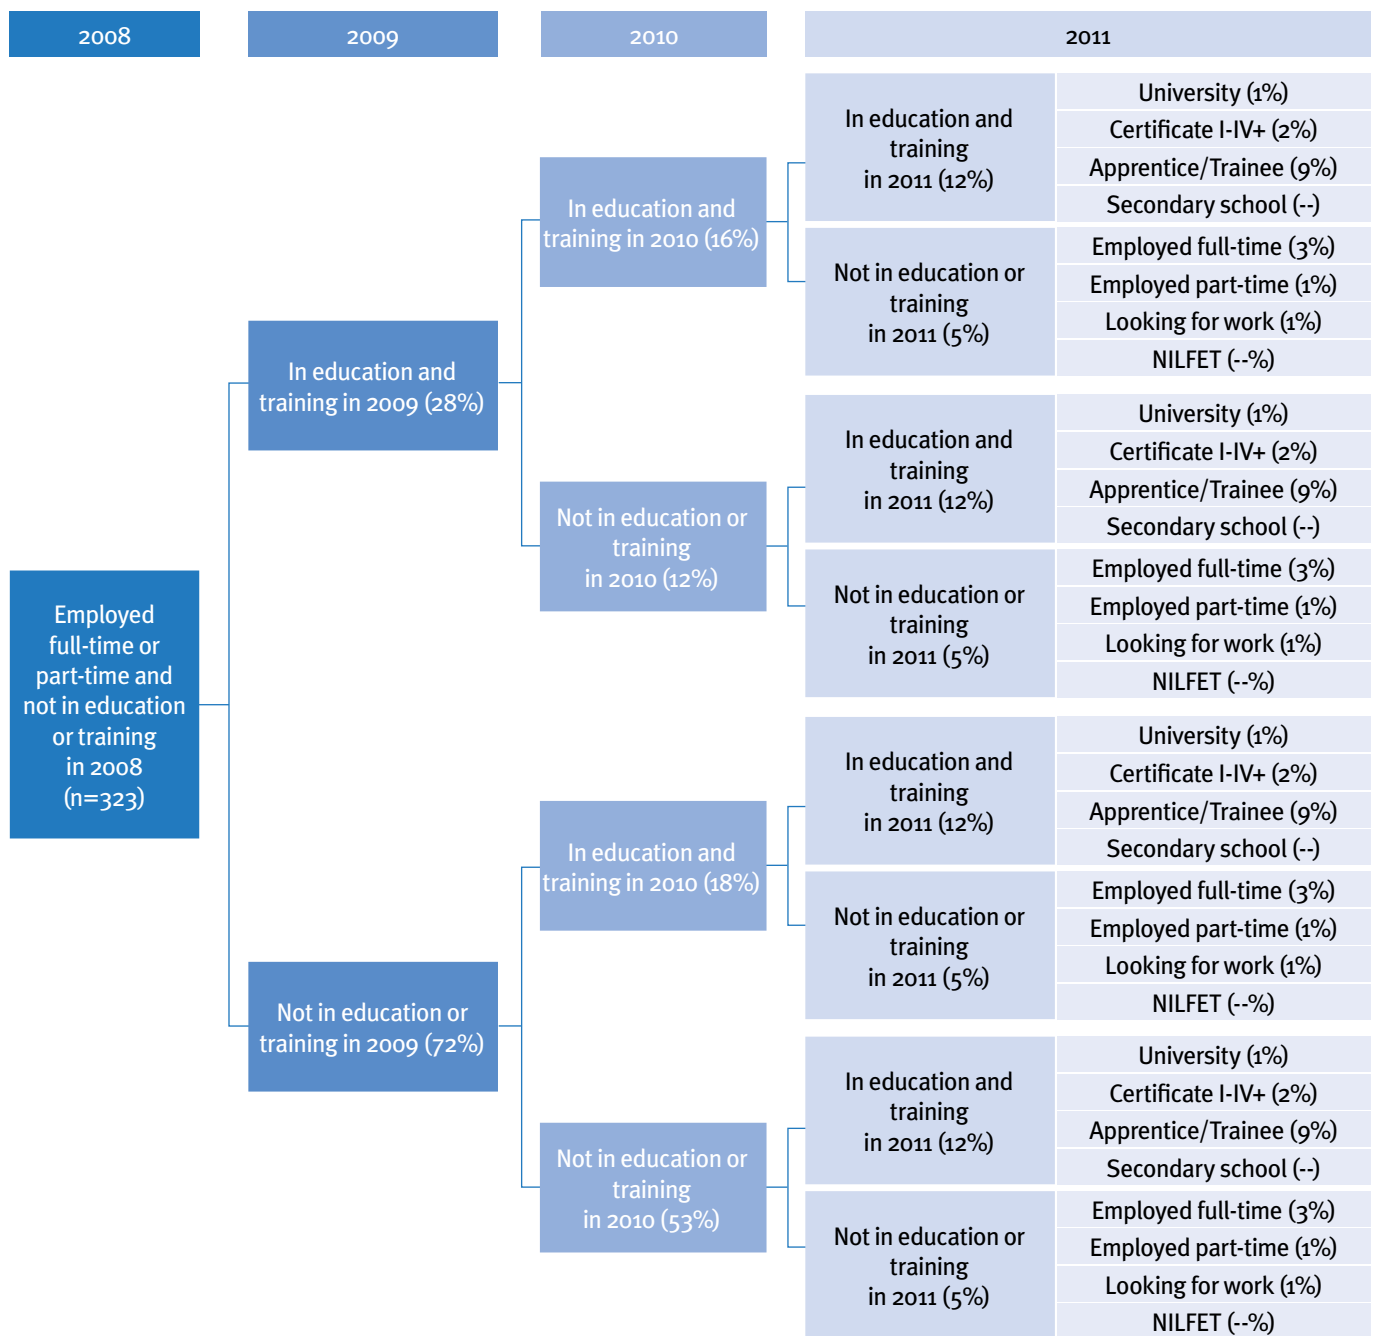 2008
2009
2010
2011
Employed
full-time or
part-time and
not in education
or training
in 2008
(n=323)
In education and
training in 2009 (28%)
In education and
training in 2010 (16%)
In education and
training
in 2011 (12%)
University (1%)
Certificate I-IV+ (2%)
Apprentice/Trainee (9%)
Secondary school (--)
Not in education or
training
in 2011 (5%)
Employed full-time (3%)
Employed part-time (1%)
Looking for work (1%)
NILFET (--%)
Not in education or
training
in 2010 (12%)
In education and
training
in 2011 (12%)
University (1%)
Certificate I-IV+ (2%)
Apprentice/Trainee (9%)
Secondary school (--)
Not in education or
training
in 2011 (5%)
Employed full-time (3%)
Employed part-time (1%)
Looking for work (1%)
NILFET (--%)
Not in education or
training in 2009 (72%)
In education and
training in 2010 (18%)
In education and
training
in 2011 (12%)
University (1%)
Certificate I-IV+ (2%)
Apprentice/Trainee (9%)
Secondary school (--)
Not in education or
training
in 2011 (5%)
Employed full-time (3%)
Employed part-time (1%)
Looking for work (1%)
NILFET (--%)
Not in education or
training
in 2010 (53%)
In education and
training
in 2011 (12%)
University (1%)
Certificate I-IV+ (2%)
Apprentice/Trainee (9%)
Secondary school (--)
Not in education or
training
in 2011 (5%)
Employed full-time (3%)
Employed part-time (1%)
Looking for work (1%)
NILFET (--%)